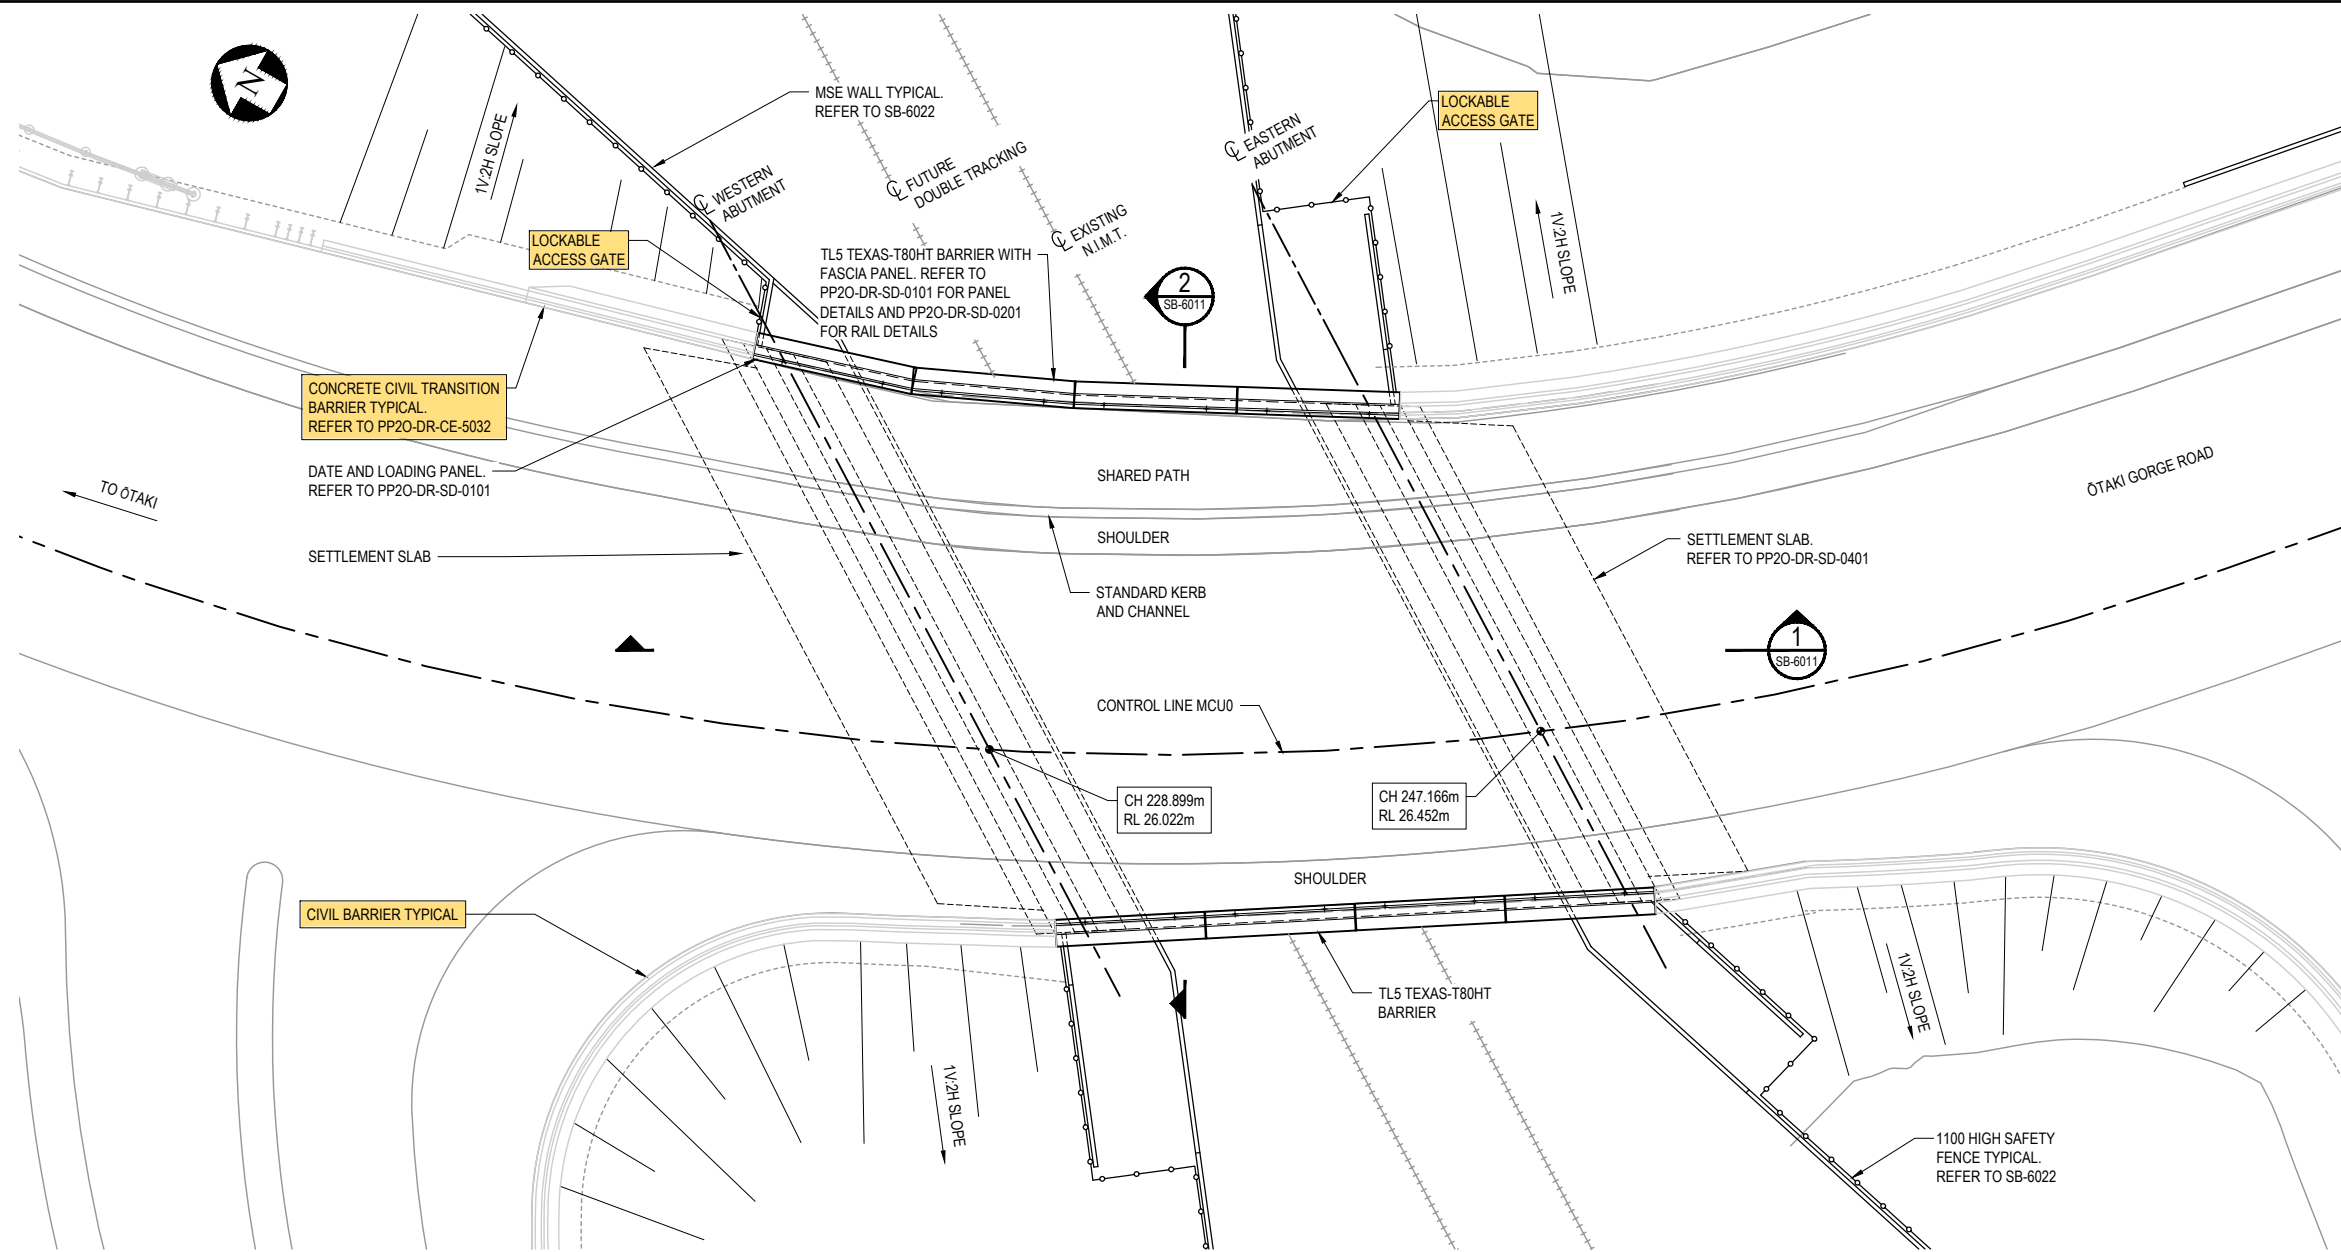 N
1V:2H SLOPE
MSE WALL TYPICAL.
REFER TO SB-6022
℄ WESTERN
ABUTMENT
℄ FUTURE
DOUBLE TRACKING
℄ EXISTING
N.I.M.T.
℄ EASTERN
ABUTMENT
LOCKABLE
ACCESS GATE
1V:2H SLOPE
LOCKABLE
ACCESS GATE
TL5 TEXAS-T80HT BARRIER WITH
FASCIA PANEL. REFER TO
PP2O-DR-SD-0101 FOR PANEL
DETAILS AND PP2O-DR-SD-0201
FOR RAIL DETAILS
2
SB-6011
CONCRETE CIVIL TRANSITION
BARRIER TYPICAL.
REFER TO PP2O-DR-CE-5032
DATE AND LOADING PANEL.
REFER TO PP2O-DR-SD-0101
TO ŌTAKI
SHARED PATH
ŌTAKI GORGE ROAD
SETTLEMENT SLAB
SHOULDER
SETTLEMENT SLAB.
REFER TO PP2O-DR-SD-0401
STANDARD KERB
AND CHANNEL
1
SB-6011
CONTROL LINE MCU0
CH 228.899m
RL 26.022m
CH 247.166m
RL 26.452m
SHOULDER
CIVIL BARRIER TYPICAL
TL5 TEXAS-T80HT
BARRIER
1V:2H SLOPE
1V:2H SLOPE
1100 HIGH SAFETY
FENCE TYPICAL.
REFER TO SB-6022